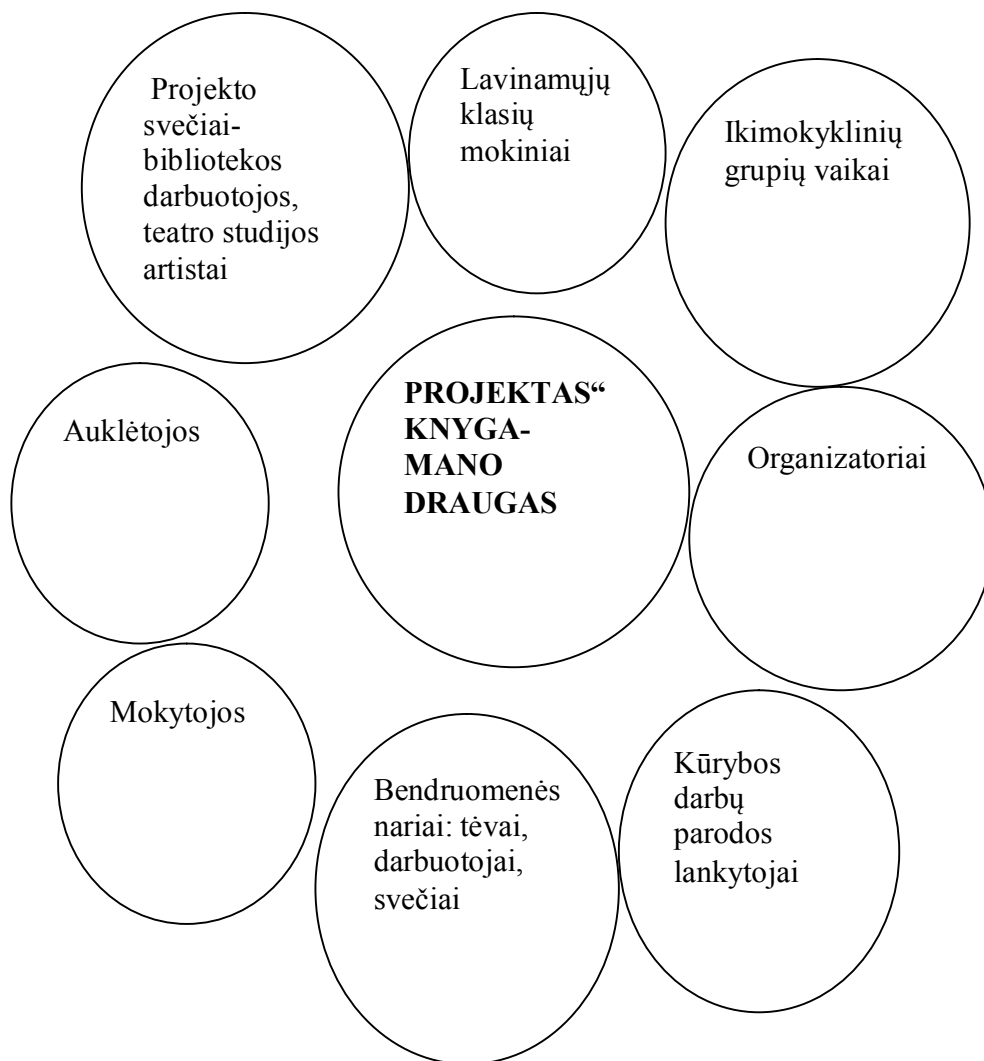 Projekto
svečiai-
bibliotekos
darbuotojos,
teatro studijos
artistai
Lavinamųjų
klasių
mokiniai
Ikimokyklinių
grupių vaikai
Auklėtojos
PROJEKTAS“
KNYGA-
MANO
DRAUGAS
Organizatoriai
Mokytojos
Bendruomenės
nariai: tėvai,
darbuotojai,
svečiai
Kūrybos
darbų
parodos
lankytojai